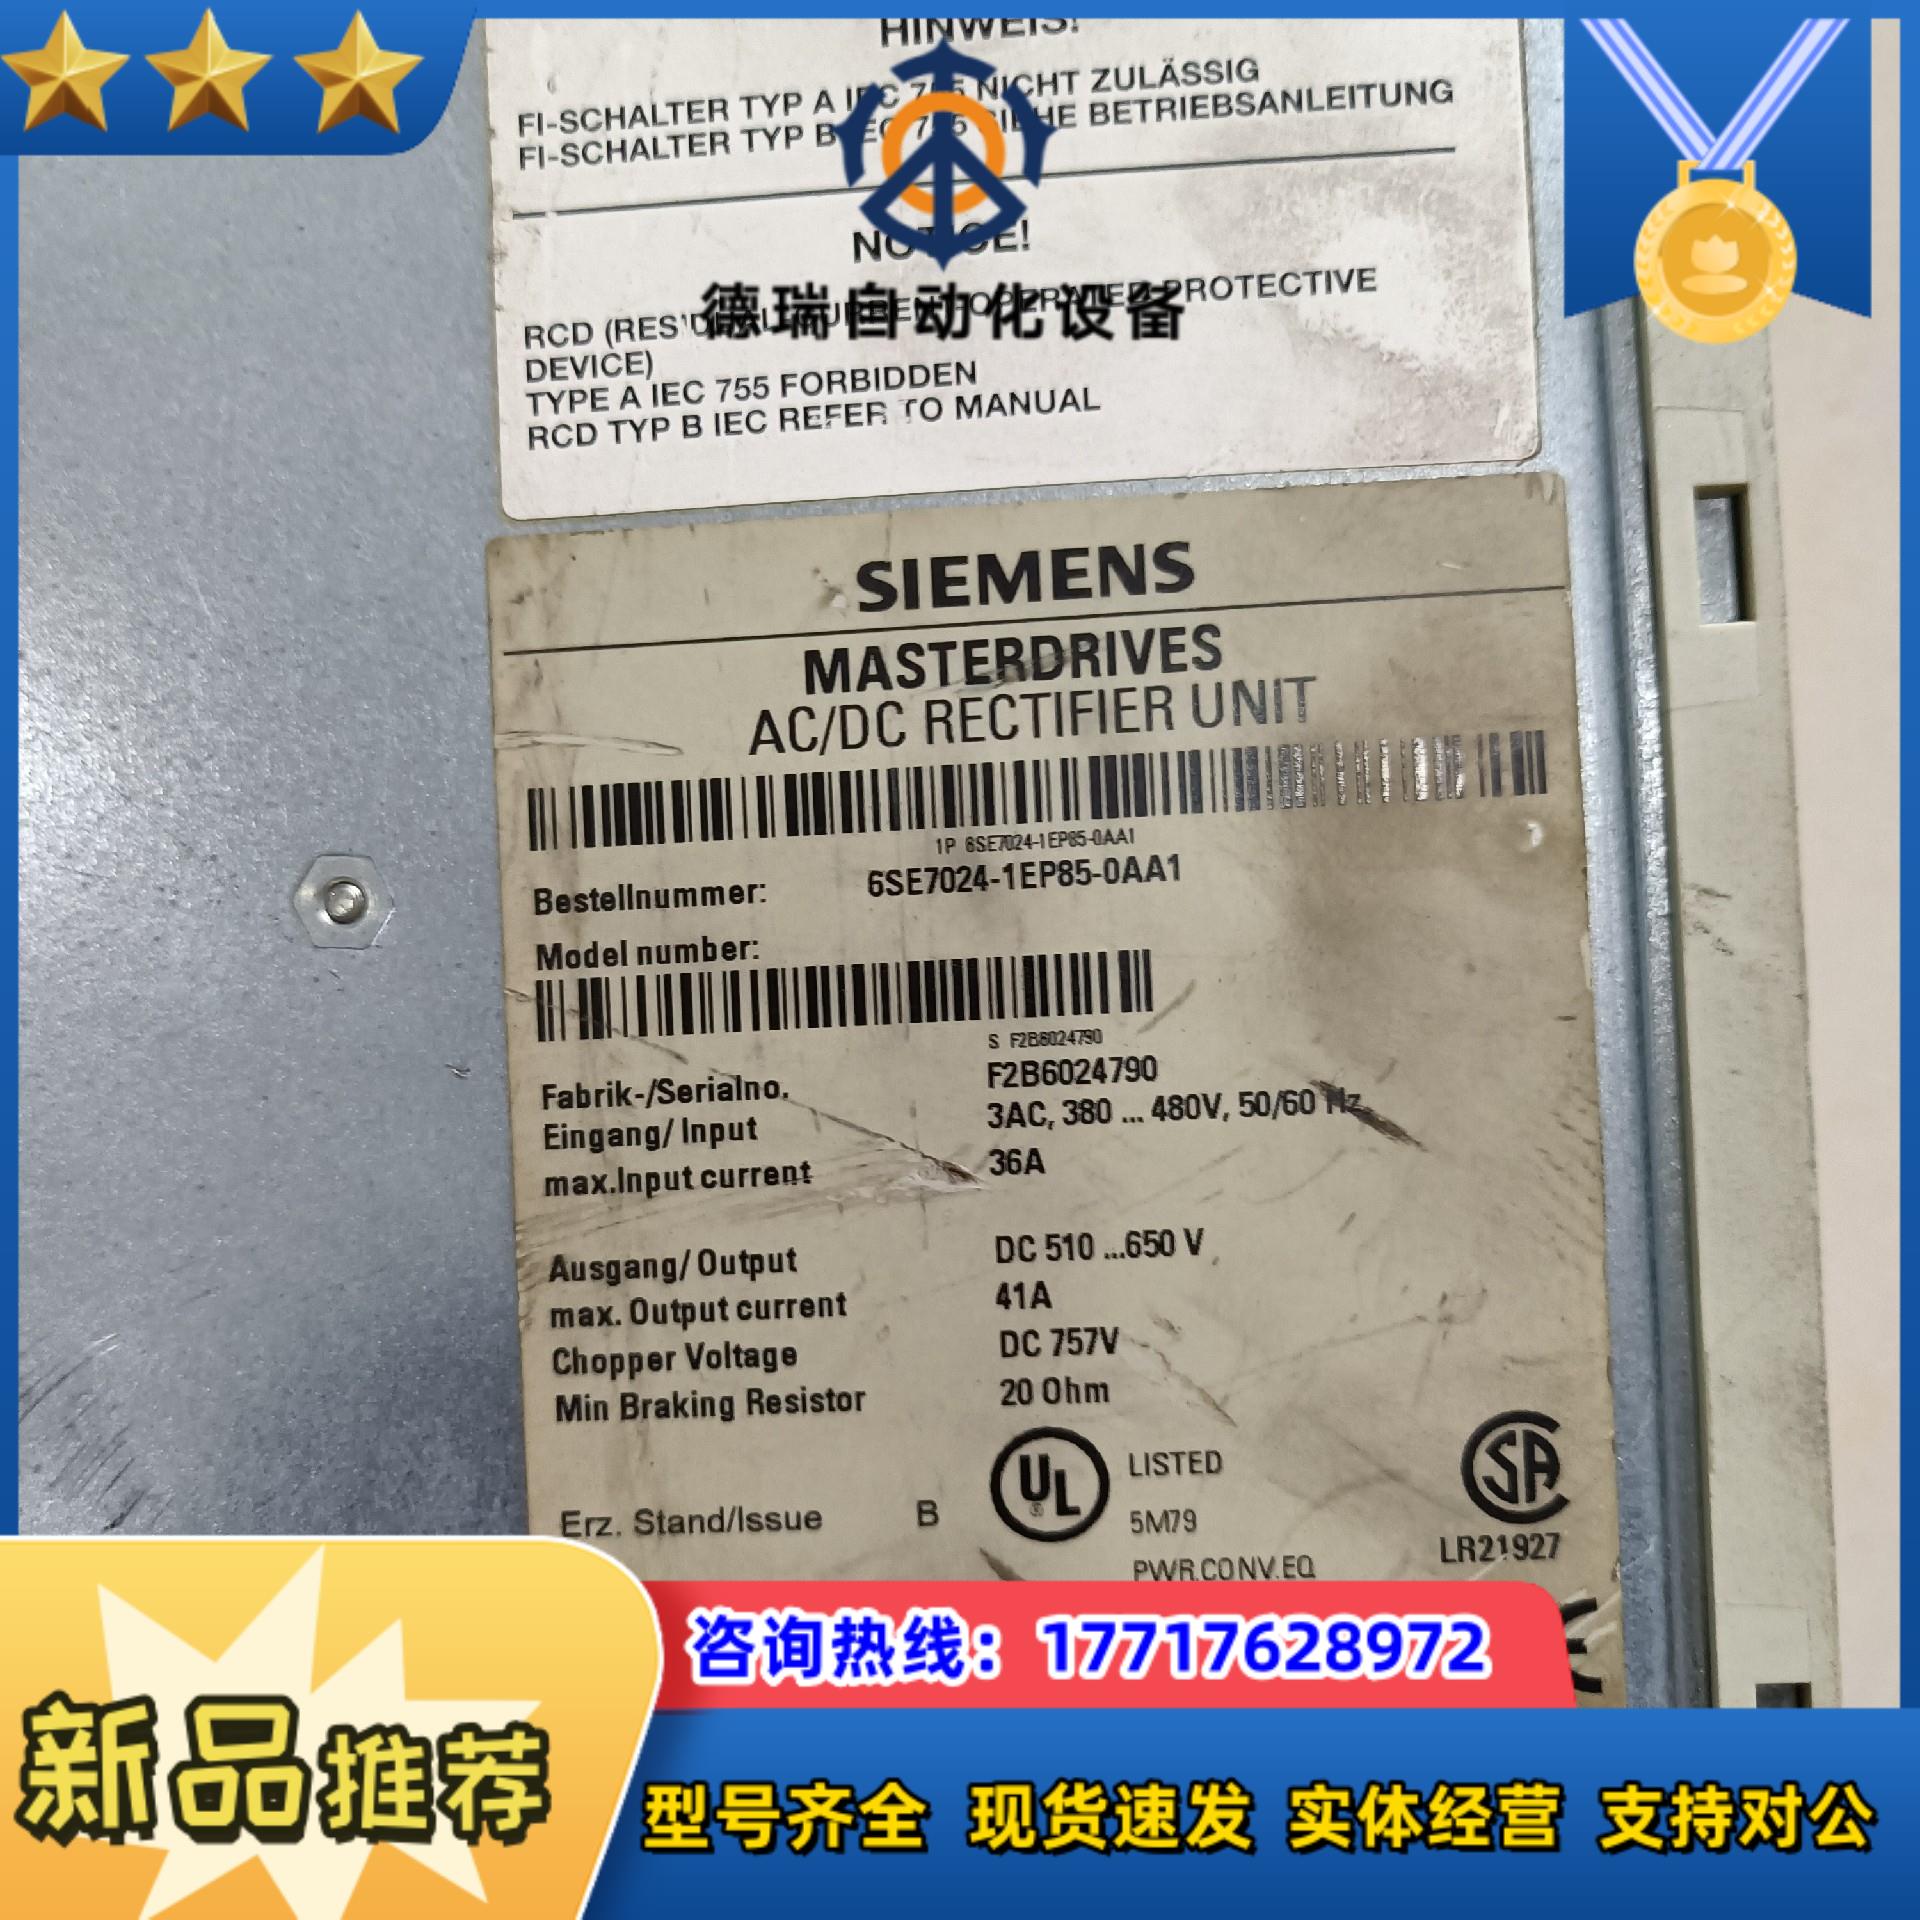 HINWEIS!
FI-SCHALTER TYP A IEC 755 NICHT ZULÄSSIG
FI-SCHALTER TYP B IEC 755 SIEHE BETRIEBSANLEITUNG
NOTICE!
德瑞自动化设备
RCD (RESIDUAL CURRENT OPERATED PROTECTIVE
DEVICE)
TYPE A IEC 755 FORBIDDEN
RCD TYP B IEC REFER TO MANUAL
SIEMENS
MASTERDRIVES
AC/DC RECTIFIER UNIT
1P 6SE7024-1EP85-0AA1
Bestellnummer: 6SE7024-1EP85-0AA1
Model number:
S F2B6024790
Fabrik-/Serialno. F2B6024790
Eingang/ Input 3AC, 380 ... 480V, 50/60 Hz
max.Input current 36A
Ausgang/ Output DC 510 ...650 V
max. Output current 41A
Chopper Voltage DC 757V
Min Braking Resistor 20 Ohm
Erz. Stand/Issue B
UL LISTED
5M79
PWR.CONV.EQ
SA
LR21927
咨询热线：17717628972
新品推荐
型号齐全 现货速发 实体经营 支持对公